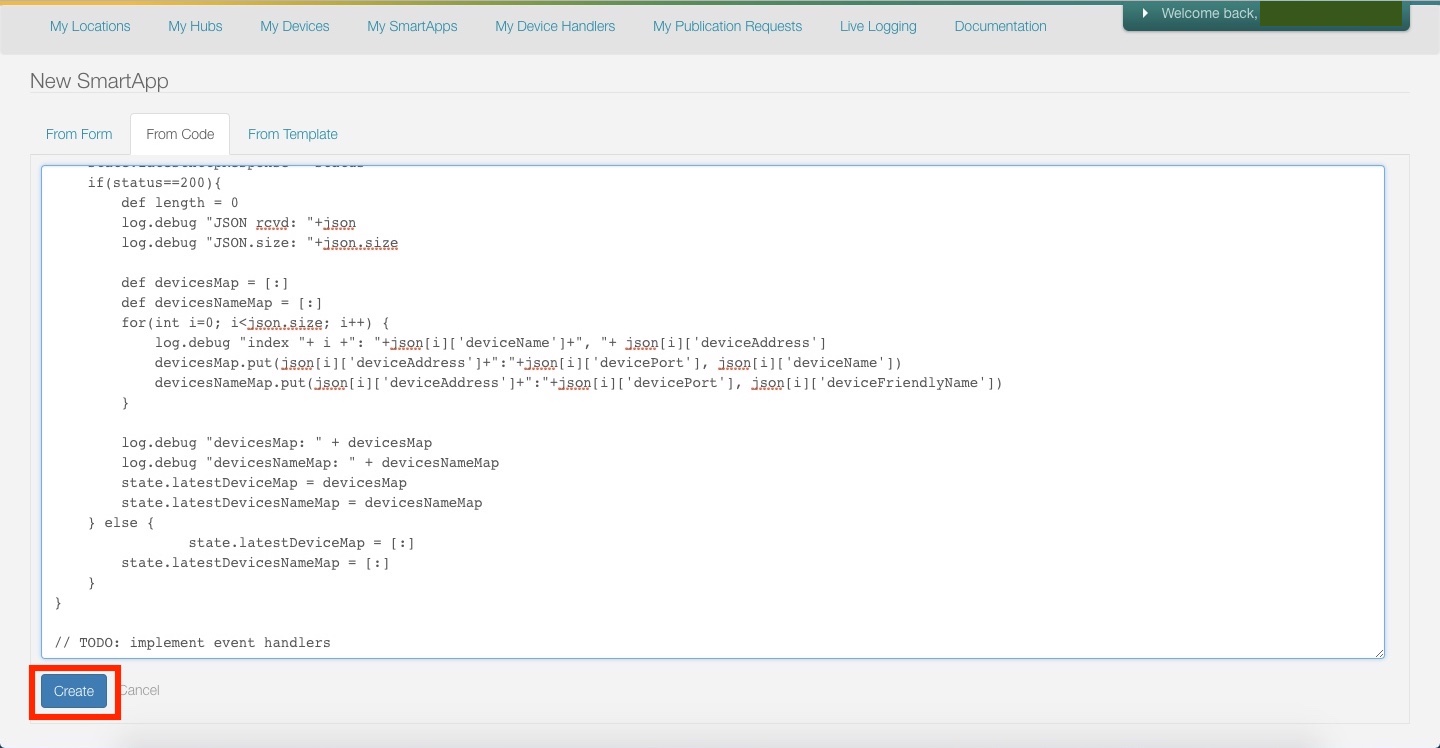 My Locations My Hubs My Devices My SmartApps My Device Handlers My Publication Requests Live Logging Documentation Welcome back,
New SmartApp
From Form From Code From Template
if(status==200){
def length = 0
log.debug "JSON rcvd: "+json
log.debug "JSON.size: "+json.size
def devicesMap = [:]
def devicesNameMap = [:]
for(int i=0; i<json.size; i++) {
log.debug "index "+ i +": "+json[i]['deviceName']+", "+ json[i]['deviceAddress']
devicesMap.put(json[i]['deviceAddress']+":"+json[i]['devicePort'], json[i]['deviceName'])
devicesNameMap.put(json[i]['deviceAddress']+":"+json[i]['devicePort'], json[i]['deviceFriendlyName'])
}
log.debug "devicesMap: " + devicesMap
log.debug "devicesNameMap: " + devicesNameMap
state.latestDeviceMap = devicesMap
state.latestDevicesNameMap = devicesNameMap
} else {
state.latestDeviceMap = [:]
state.latestDevicesNameMap = [:]
}
}
// TODO: implement event handlers
Create Cancel